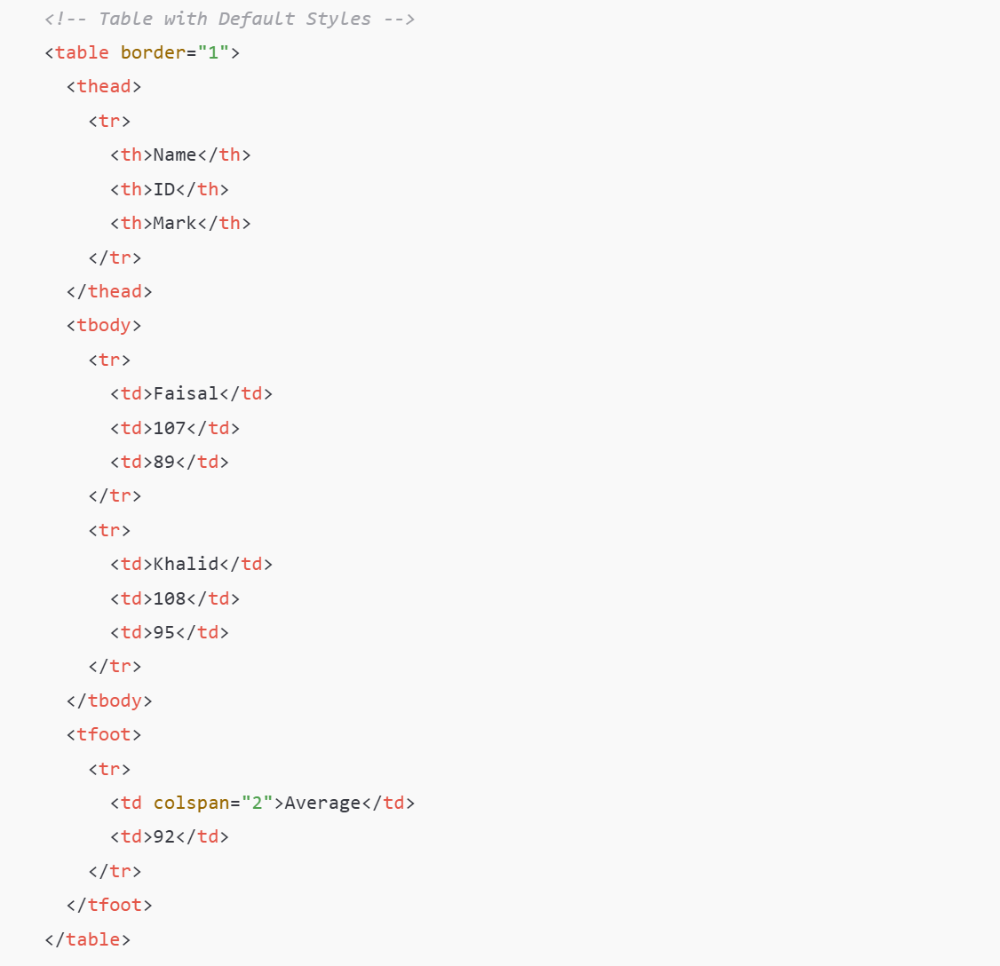 <!-- Table with Default Styles -->
<table border="1">
  <thead>
    <tr>
      <th>Name</th>
      <th>ID</th>
      <th>Mark</th>
    </tr>
  </thead>
  <tbody>
    <tr>
      <td>Faisal</td>
      <td>107</td>
      <td>89</td>
    </tr>
    <tr>
      <td>Khalid</td>
      <td>108</td>
      <td>95</td>
    </tr>
  </tbody>
  <tfoot>
    <tr>
      <td colspan="2">Average</td>
      <td>92</td>
    </tr>
  </tfoot>
</table>